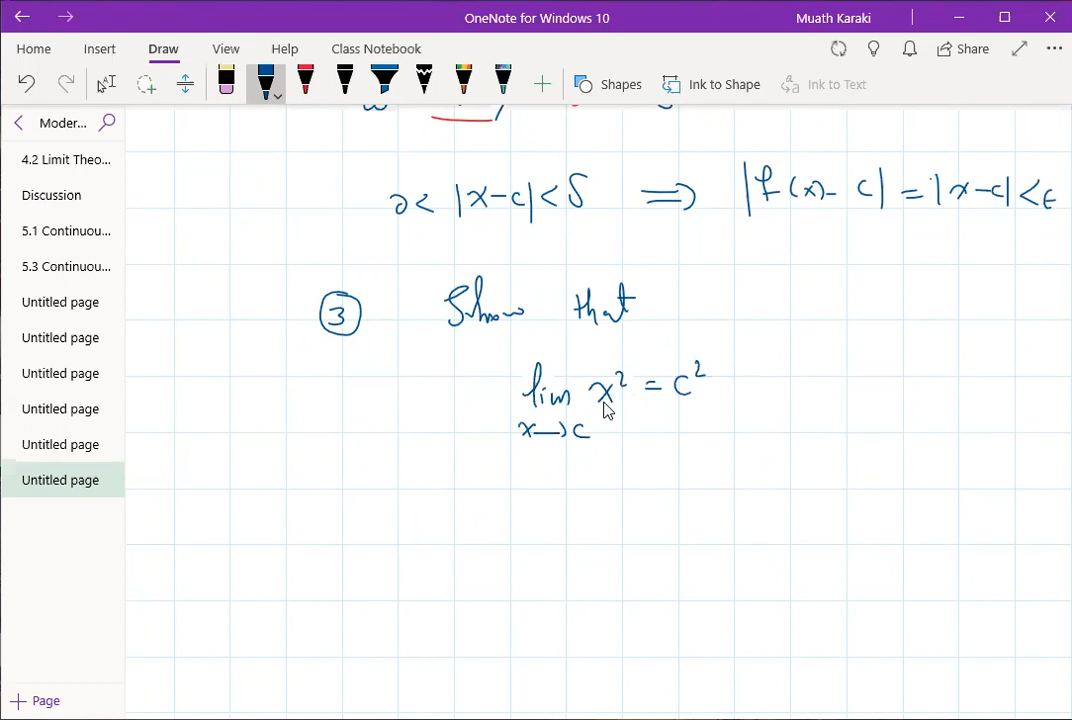 OneNote for Windows 10
Muath Karaki
Home Insert Draw View Help Class Notebook
Share
Shapes Ink to Shape Ink to Text
Moder...
4.2 Limit Theo...
Discussion
5.1 Continuou...
5.3 Continuou...
Untitled page
Untitled page
Untitled page
Untitled page
Untitled page
Untitled page
Page
0 < |x-c| < δ ⟹ |f(x) - c| = |x-c| < ε
3 Show that
lim x² = c²
x→c